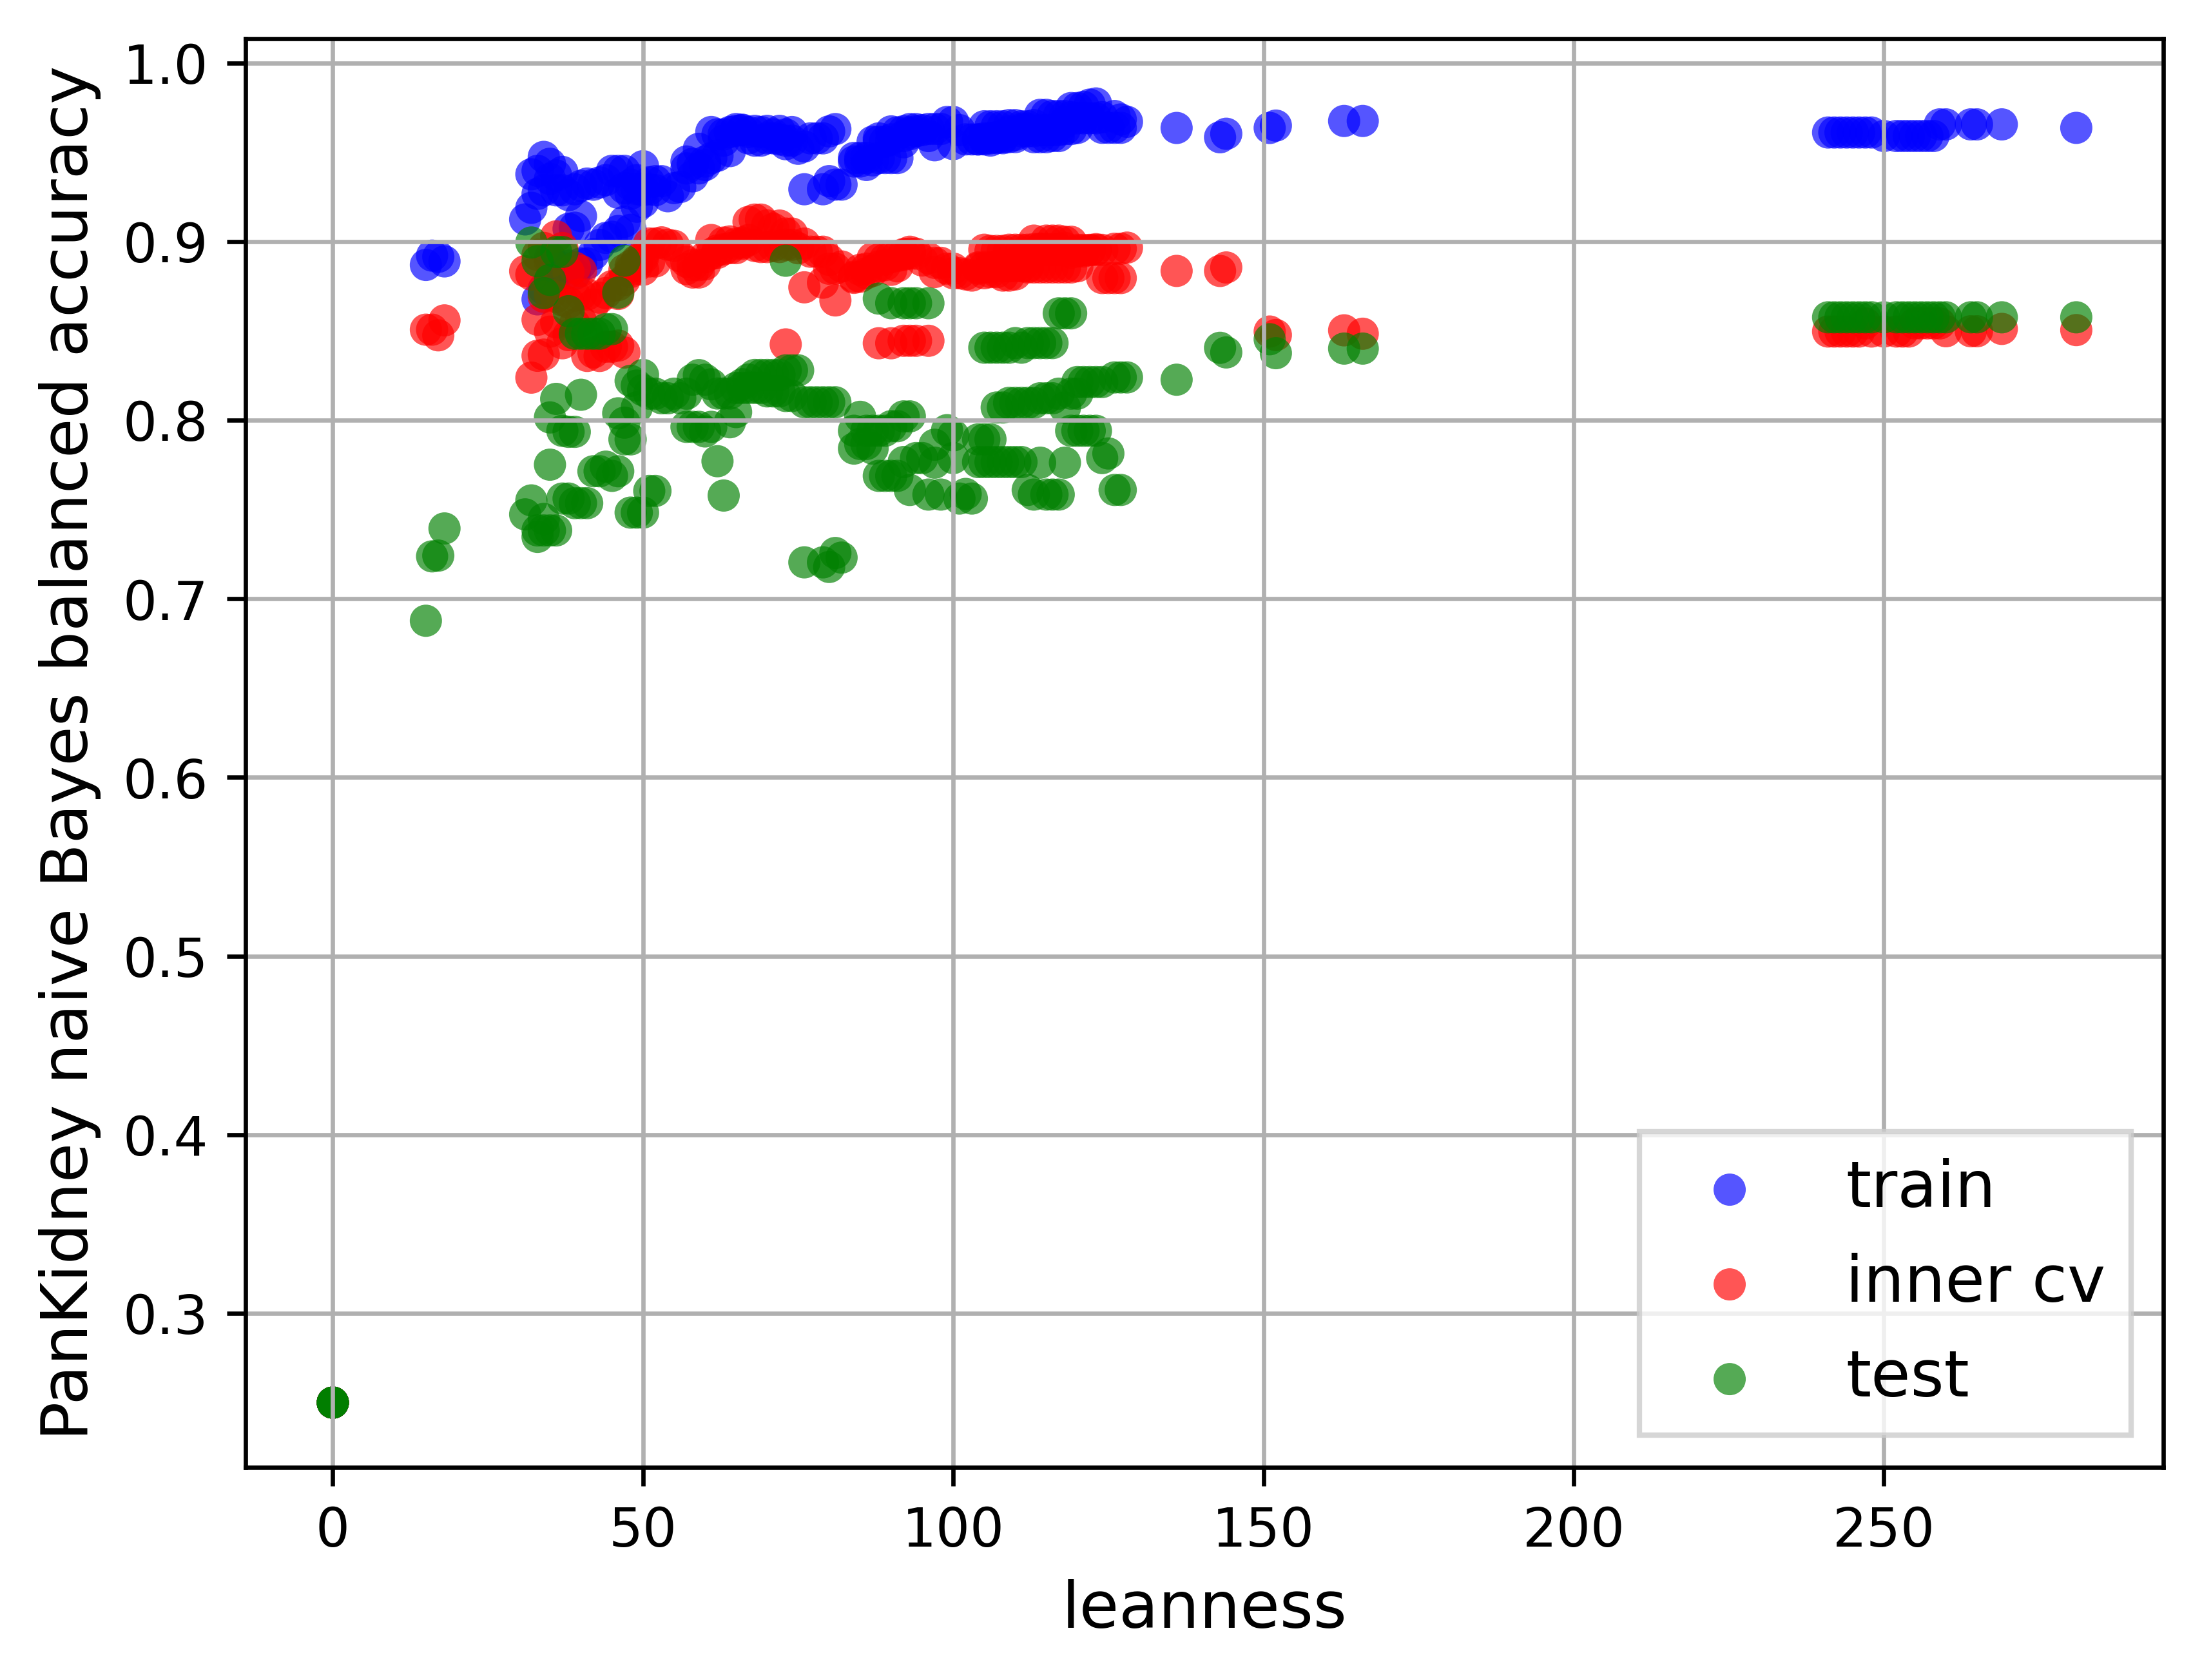 PanKidney naive Bayes balanced accuracy
1.0
0.9
0.8
0.7
0.6
0.5
0.4
0.3
train
inner cv
test
0 50 100 150 200 250
leanness